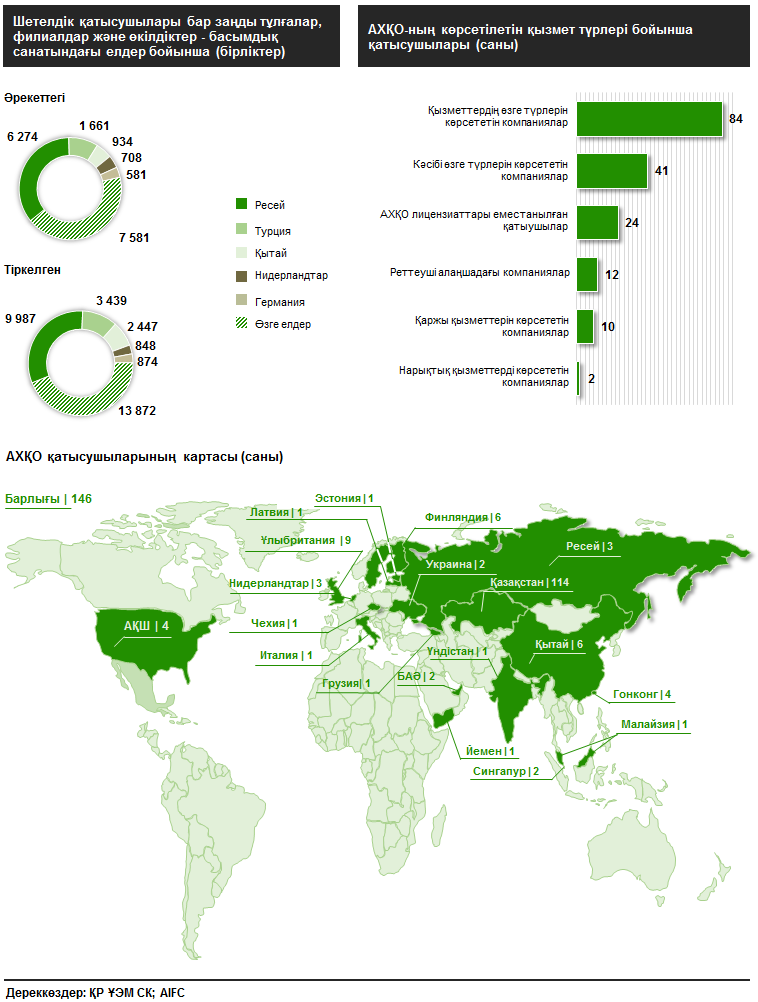 Шетелдік қатысушылары бар заңды тұлғалар,
филиалдар және өкілдіктер - басымдық
санатындағы елдер бойынша (бірліктер)
АХҚО-ның көрсетілетін қызмет түрлері бойынша
қатысушылары (саны)
Әрекеттегі
6 274
1 661
934
708
581
7 581
Тіркелген
9 987
3 439
2 447
848
874
13 872
Ресей
Турция
Қытай
Нидерландтар
Германия
Өзге елдер
Қызметтердің өзге түрлерін
көрсететін компаниялар
84
Кәсібі өзге түрлерін көрсететін
компаниялар
41
АХҚО лицензиаттары еместанылған
қатыушылар
24
Реттеуші алаңшадағы компаниялар
12
Қаржы қызметтерін көрсететін
компаниялар
10
Нарықтық қызметтерді көрсететін
компаниялар
2
АХҚО қатысушыларының картасы (саны)
Барлығы | 146
Эстония | 1
Латвия | 1
Финляндия | 6
Ұлыбритания | 9
Ресей | 3
Украина | 2
Нидерландтар | 3
Қазақстан | 114
АҚШ | 4
Чехия | 1
Италия | 1
Үндістан | 1
Қытай | 6
Грузия| 1
БАӘ | 2
Гонконг | 4
Малайзия | 1
Йемен | 1
Сингапур | 2
Дереккөздер: ҚР ҰЭМ СК; AIFC